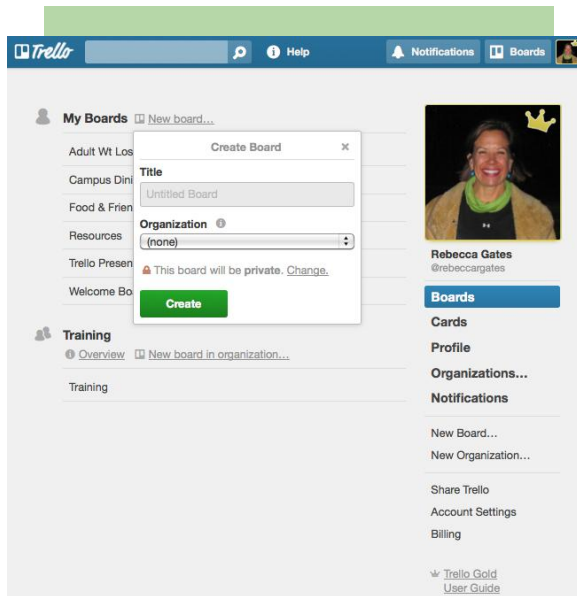 Trello
Help
Notifications
Boards
My Boards New board...
Adult Wt Los
Campus Dini
Food & Frien
Resources
Trello Presen
Welcome Bo
Create Board ×
Title
Untitled Board
Organization
(none)
This board will be private. Change.
Create
Training
Overview New board in organization...
Training
Rebecca Gates
@rebeccargates
Boards
Cards
Profile
Organizations...
Notifications
New Board...
New Organization...
Share Trello
Account Settings
Billing
Trello Gold
User Guide